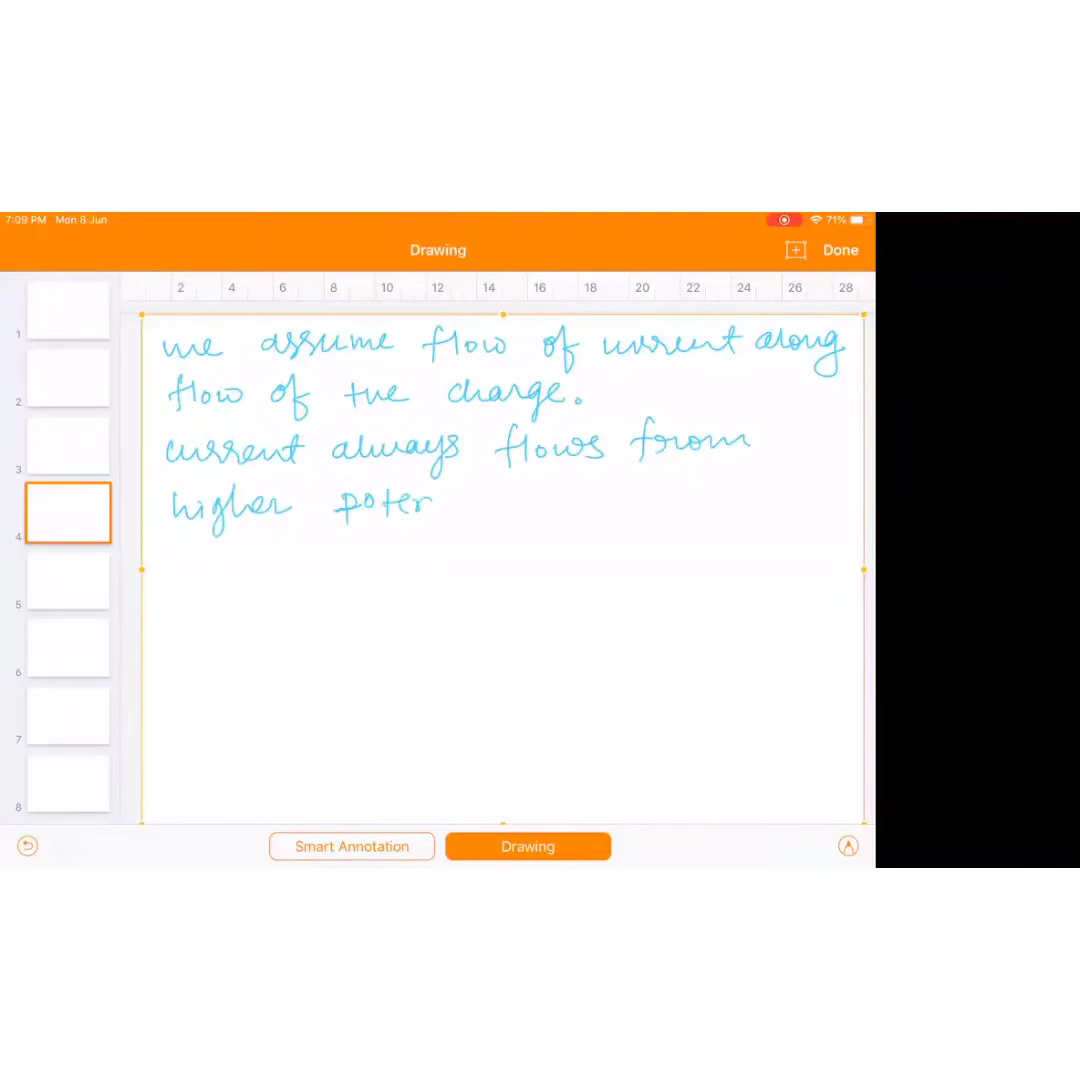 7:09 PM Mon 8 Jun 71%
Drawing Done
2 4 6 8 10 12 14 16 18 20 22 24 26 28
we assume flow of current along
flow of the charge.
current always flows from
higher poten
1
2
3
4
5
6
7
8
Smart Annotation Drawing